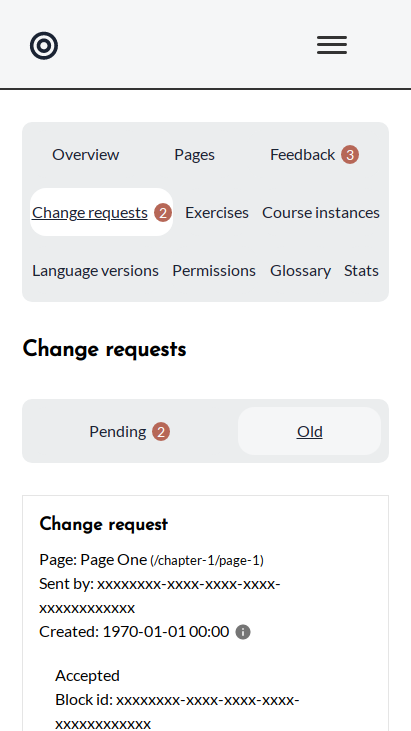 Overview Pages Feedback 3
Change requests 2 Exercises Course instances
Language versions Permissions Glossary Stats
Change requests
Pending 2 Old
Change request
Page: Page One (/chapter-1/page-1)
Sent by: xxxxxxxx-xxxx-xxxx-xxxx-
xxxxxxxxxxxx
Created: 1970-01-01 00:00
Accepted
Block id: xxxxxxxx-xxxx-xxxx-xxxx-
xxxxxxxxxxxx